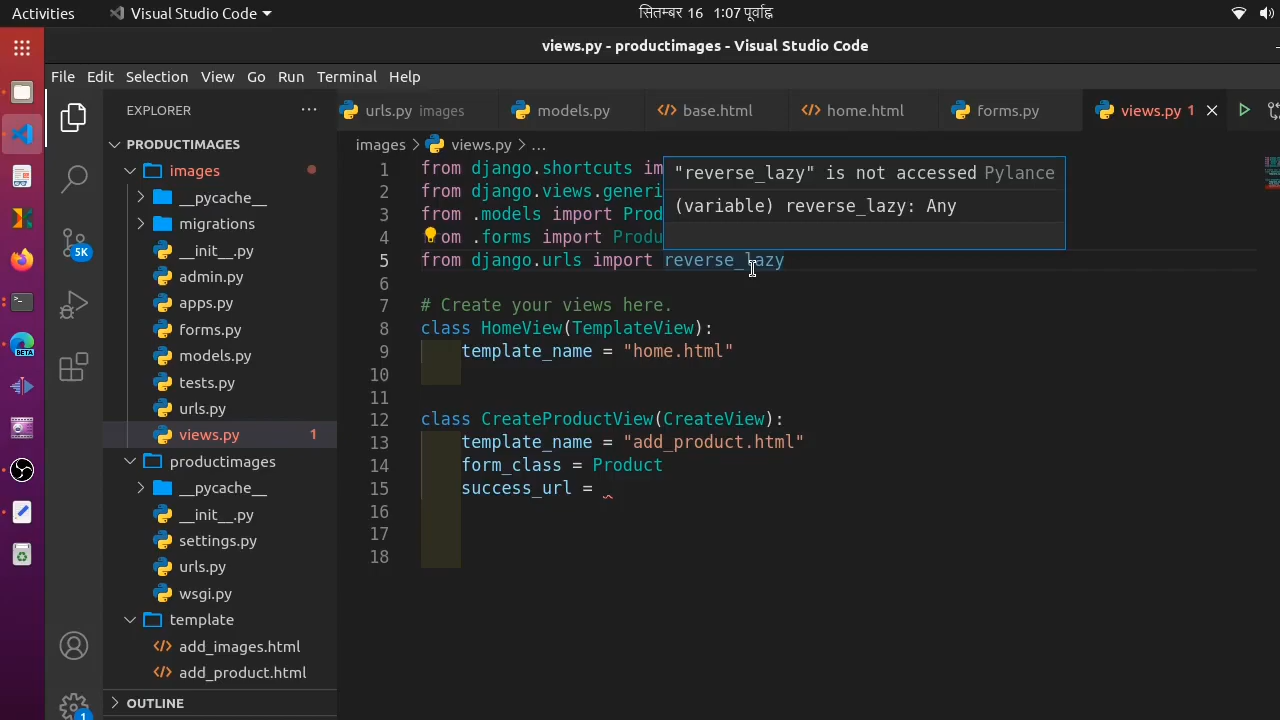 Activities Visual Studio Code सितम्बर 16 1:07 पूर्वाह्न
views.py - productimages - Visual Studio Code
File Edit Selection View Go Run Terminal Help
EXPLORER ··· urls.py images models.py base.html home.html forms.py views.py 1
PRODUCTIMAGES
images
__pycache__
migrations
__init__.py
admin.py
apps.py
forms.py
models.py
tests.py
urls.py
views.py 1
productimages
__pycache__
__init__.py
settings.py
urls.py
wsgi.py
template
add_images.html
add_product.html
OUTLINE
5K
1
images > views.py > ...
1 from django.shortcuts im
2 from django.views.generi
3 from .models import Prod
4 from .forms import Produ
5 from django.urls import reverse_lazy
6
7 # Create your views here.
8 class HomeView(TemplateView):
9 template_name = "home.html"
10
11
12 class CreateProductView(CreateView):
13 template_name = "add_product.html"
14 form_class = Product
15 success_url =
16
17
18
"reverse_lazy" is not accessed Pylance
(variable) reverse_lazy: Any